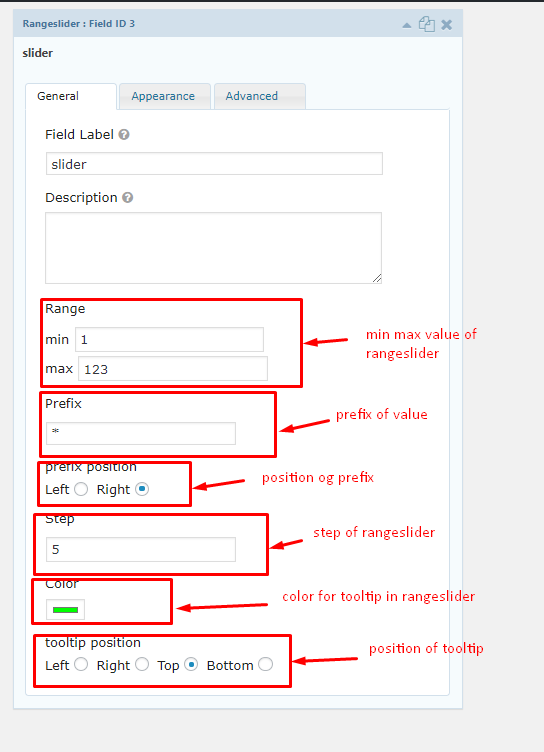 Rangeslider : Field ID 3
slider
General Appearance Advanced
Field Label ?
slider
Description ?
Range
min 1
max 123
min max value of
rangeslider
Prefix
*
prefix of value
prefix position
Left Right
position og prefix
Step
5
step of rangeslider
Color
color for tooltip in rangeslider
tooltip position
Left Right Top Bottom
position of tooltip